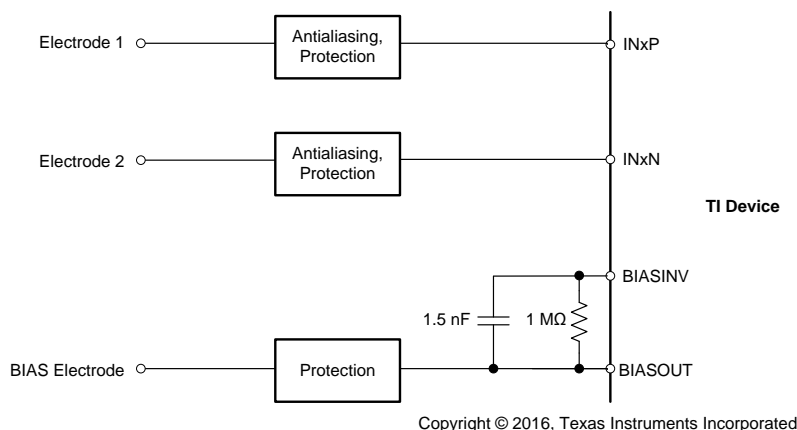 Electrode 1
Antialiasing,
Protection
INxP
Electrode 2
Antialiasing,
Protection
INxN
TI Device
BIASINV
1.5 nF
1 MΩ
BIAS Electrode
Protection
BIASOUT
Copyright © 2016, Texas Instruments Incorporated